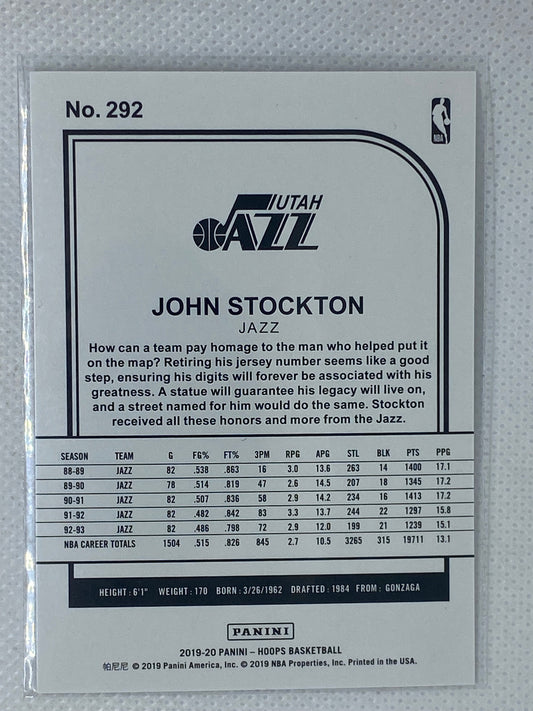 No. 292
NBA
UTAH
JAZZ
JOHN STOCKTON
JAZZ
How can a team pay homage to the man who helped put it
on the map? Retiring his jersey number seems like a good
step, ensuring his digits will forever be associated with his
greatness. A statue will guarantee his legacy will live on,
and a street named for him would do the same. Stockton
received all these honors and more from the Jazz.
SEASON TEAM G FG% FT% 3PM RPG APG STL BLK PTS PPG
88-89 JAZZ 82 .538 .863 16 3.0 13.6 263 14 1400 17.1
89-90 JAZZ 78 .514 .819 47 2.6 14.5 207 18 1345 17.2
90-91 JAZZ 82 .507 .836 58 2.9 14.2 234 16 1413 17.2
91-92 JAZZ 82 .482 .842 83 3.3 13.7 244 22 1297 15.8
92-93 JAZZ 82 .486 .798 72 2.9 12.0 199 21 1239 15.1
NBA CAREER TOTALS 1504 .515 .826 845 2.7 10.5 3265 315 19711 13.1
HEIGHT: 6'1" WEIGHT: 170 BORN: 3/26/1962 DRAFTED: 1984 FROM: GONZAGA
PANINI
2019-20 PANINI – HOOPS BASKETBALL
帕尼尼 © 2019 Panini America, Inc. © 2019 NBA Properties, Inc. Printed in the USA.